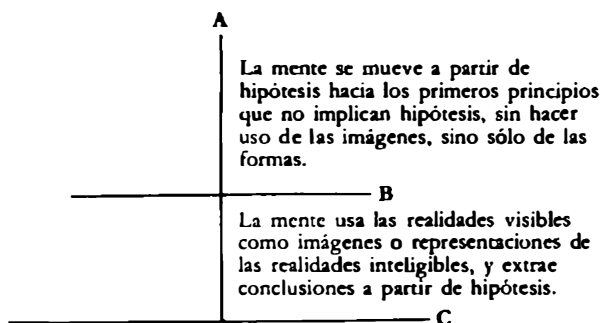 A
La mente se mueve a partir de
hipótesis hacia los primeros principios
que no implican hipótesis, sin hacer
uso de las imágenes, sino sólo de las
formas.
B
La mente usa las realidades visibles
como imágenes o representaciones de
las realidades inteligibles, y extrae
conclusiones a partir de hipótesis.
C